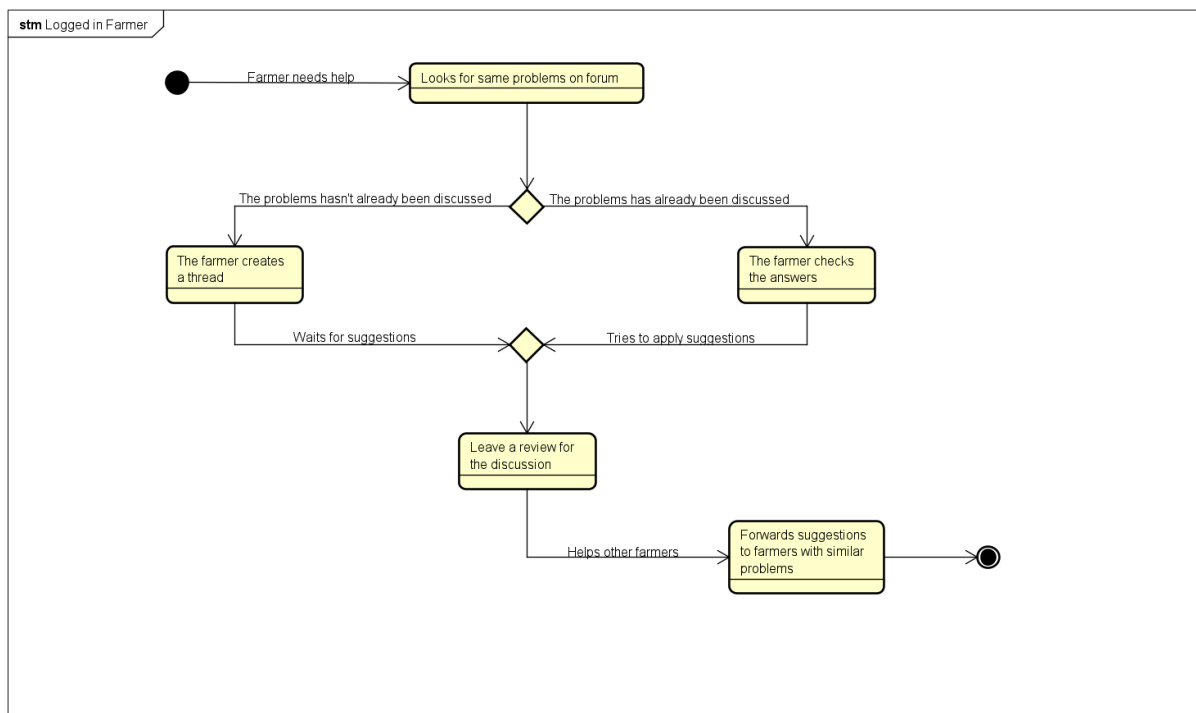 stm Logged in Farmer
Farmer needs help
Looks for same problems on forum
The problems hasn't already been discussed
The problems has already been discussed
The farmer creates
a thread
The farmer checks
the answers
Waits for suggestions
Tries to apply suggestions
Leave a review for
the discussion
Helps other farmers
Forwards suggestions
to farmers with similar
problems